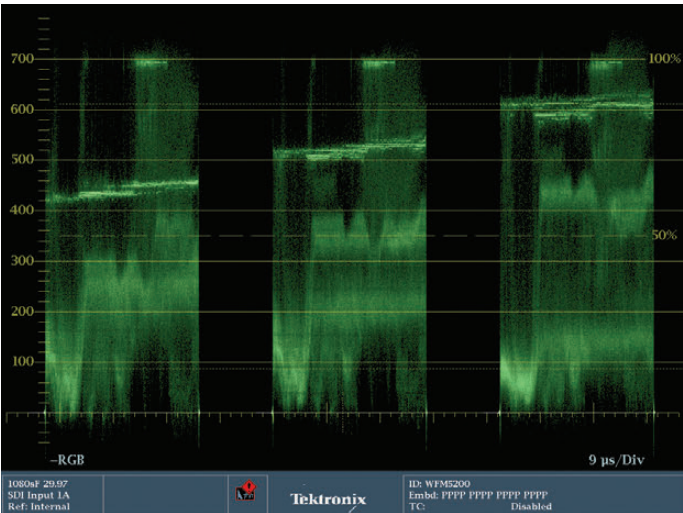 700
600
500
400
300
200
100
100%
50%
–RGB
9 µs/Div
1080sF 29.97
SDI Input 1A
Ref: Internal
Tektronix
ID: WFM5200
Embd: PPPP PPPP PPPP PPPP
TC: Disabled